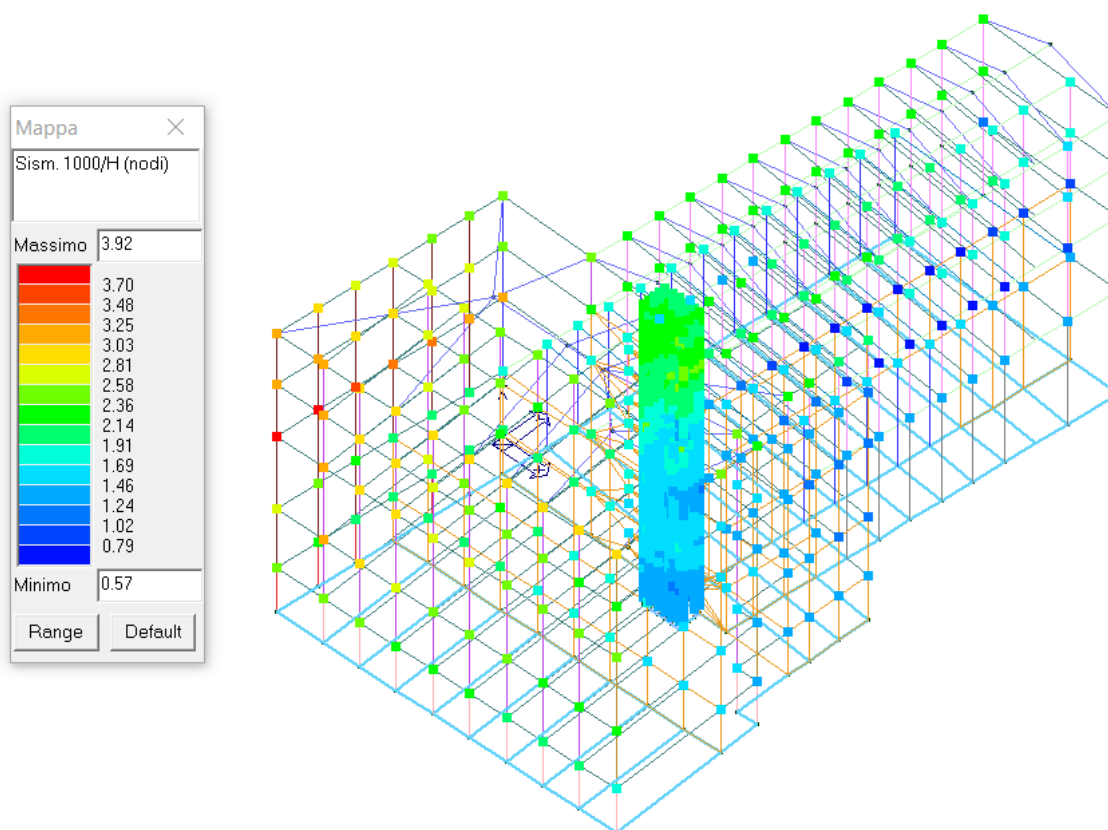 Mappa
Sism. 1000/H (nodi)
Massimo 3.92
3.70
3.48
3.25
3.03
2.81
2.58
2.36
2.14
1.91
1.69
1.46
1.24
1.02
0.79
Minimo 0.57
Range Default